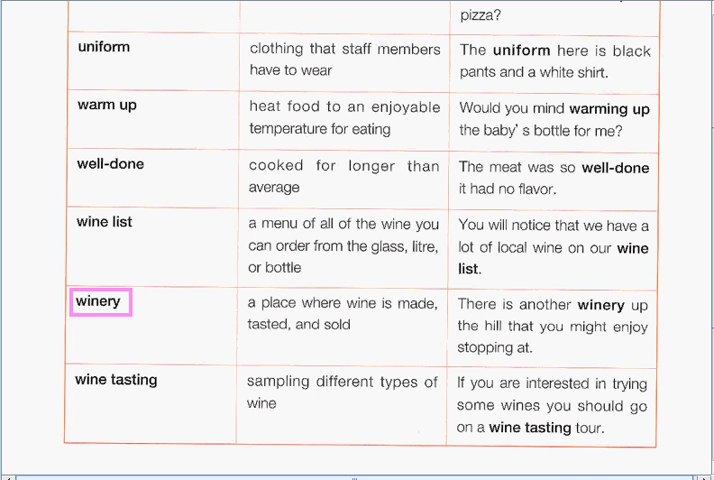 pizza?
uniform
clothing that staff members
have to wear
The uniform here is black
pants and a white shirt.
warm up
heat food to an enjoyable
temperature for eating
Would you mind warming up
the baby's bottle for me?
well-done
cooked for longer than
average
The meat was so well-done
it had no flavor.
wine list
a menu of all of the wine you
can order from the glass, litre,
or bottle
You will notice that we have a
lot of local wine on our wine
list.
winery
a place where wine is made,
tasted, and sold
There is another winery up
the hill that you might enjoy
stopping at.
wine tasting
sampling different types of
wine
If you are interested in trying
some wines you should go
on a wine tasting tour.